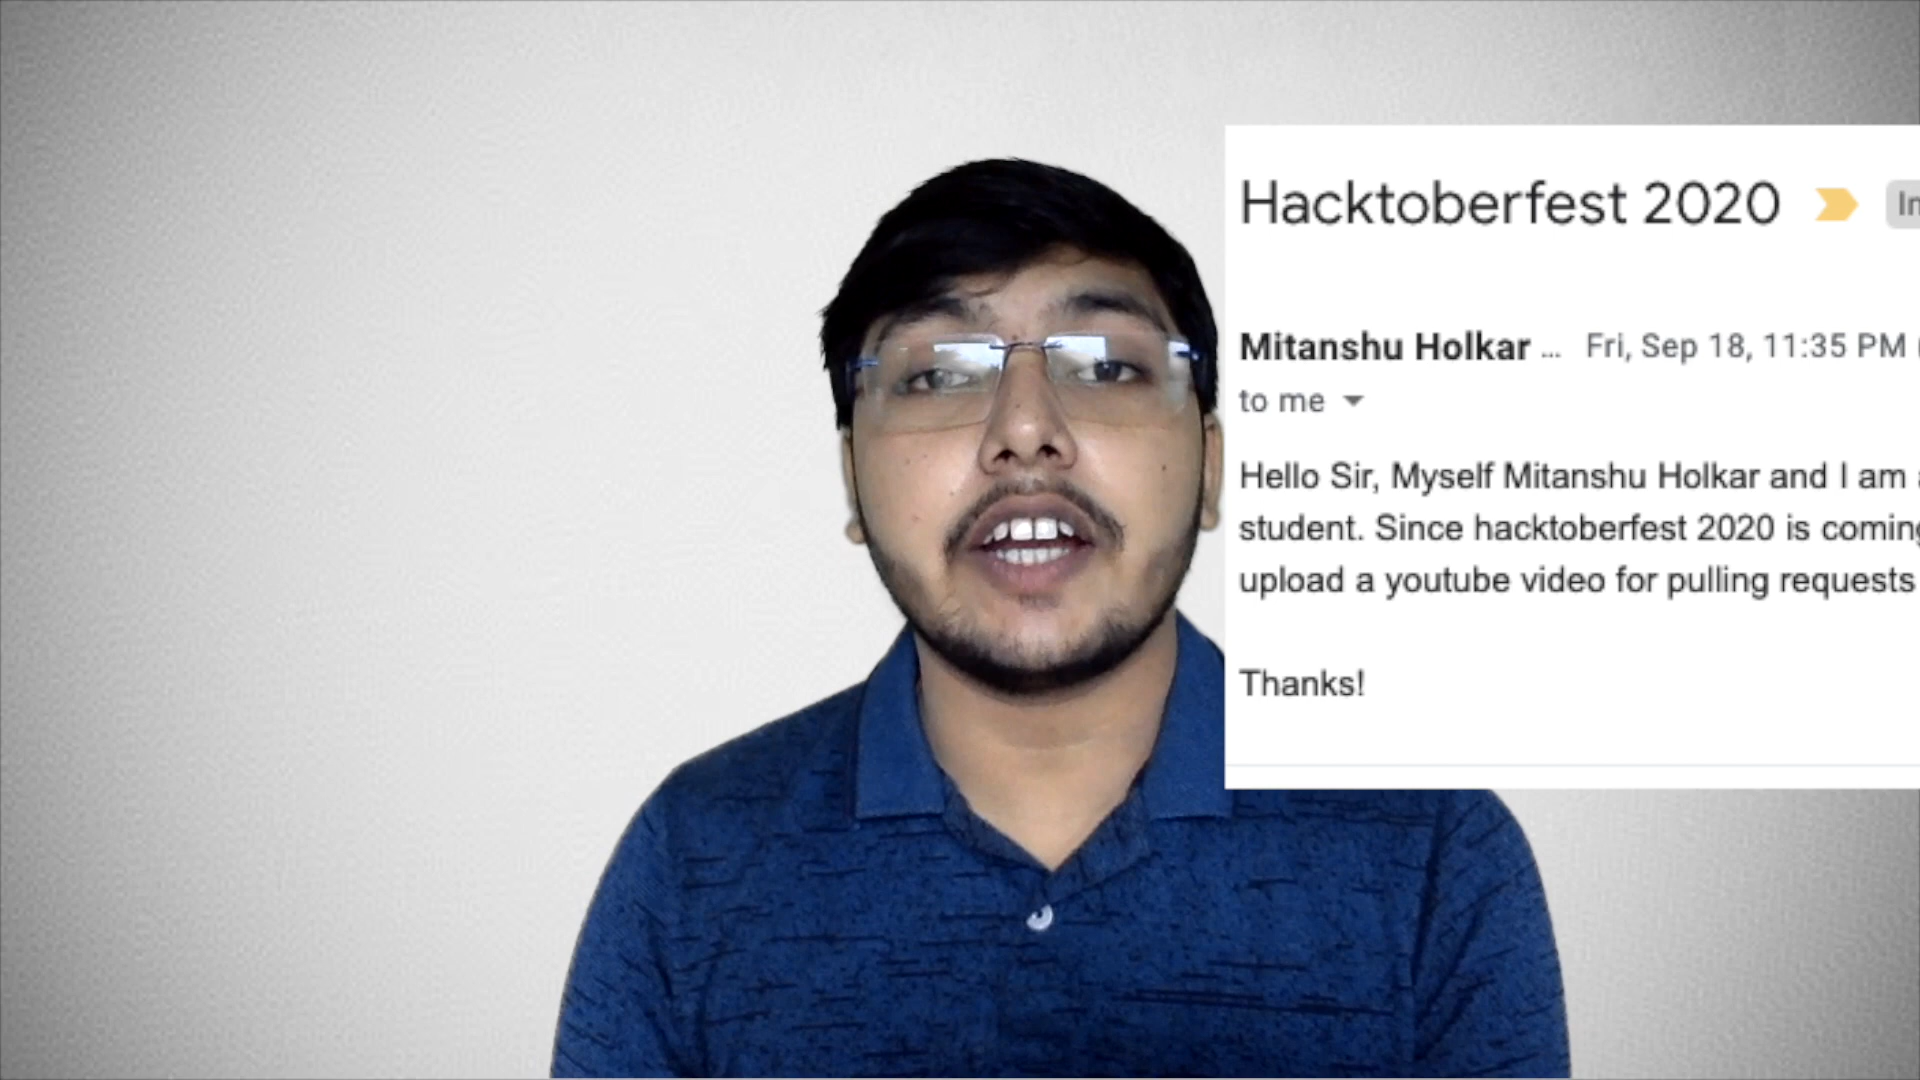 Hacktoberfest 2020
Mitanshu Holkar ... Fri, Sep 18, 11:35 PM
to me
Hello Sir, Myself Mitanshu Holkar and I am
student. Since hacktoberfest 2020 is coming
upload a youtube video for pulling requests
Thanks!